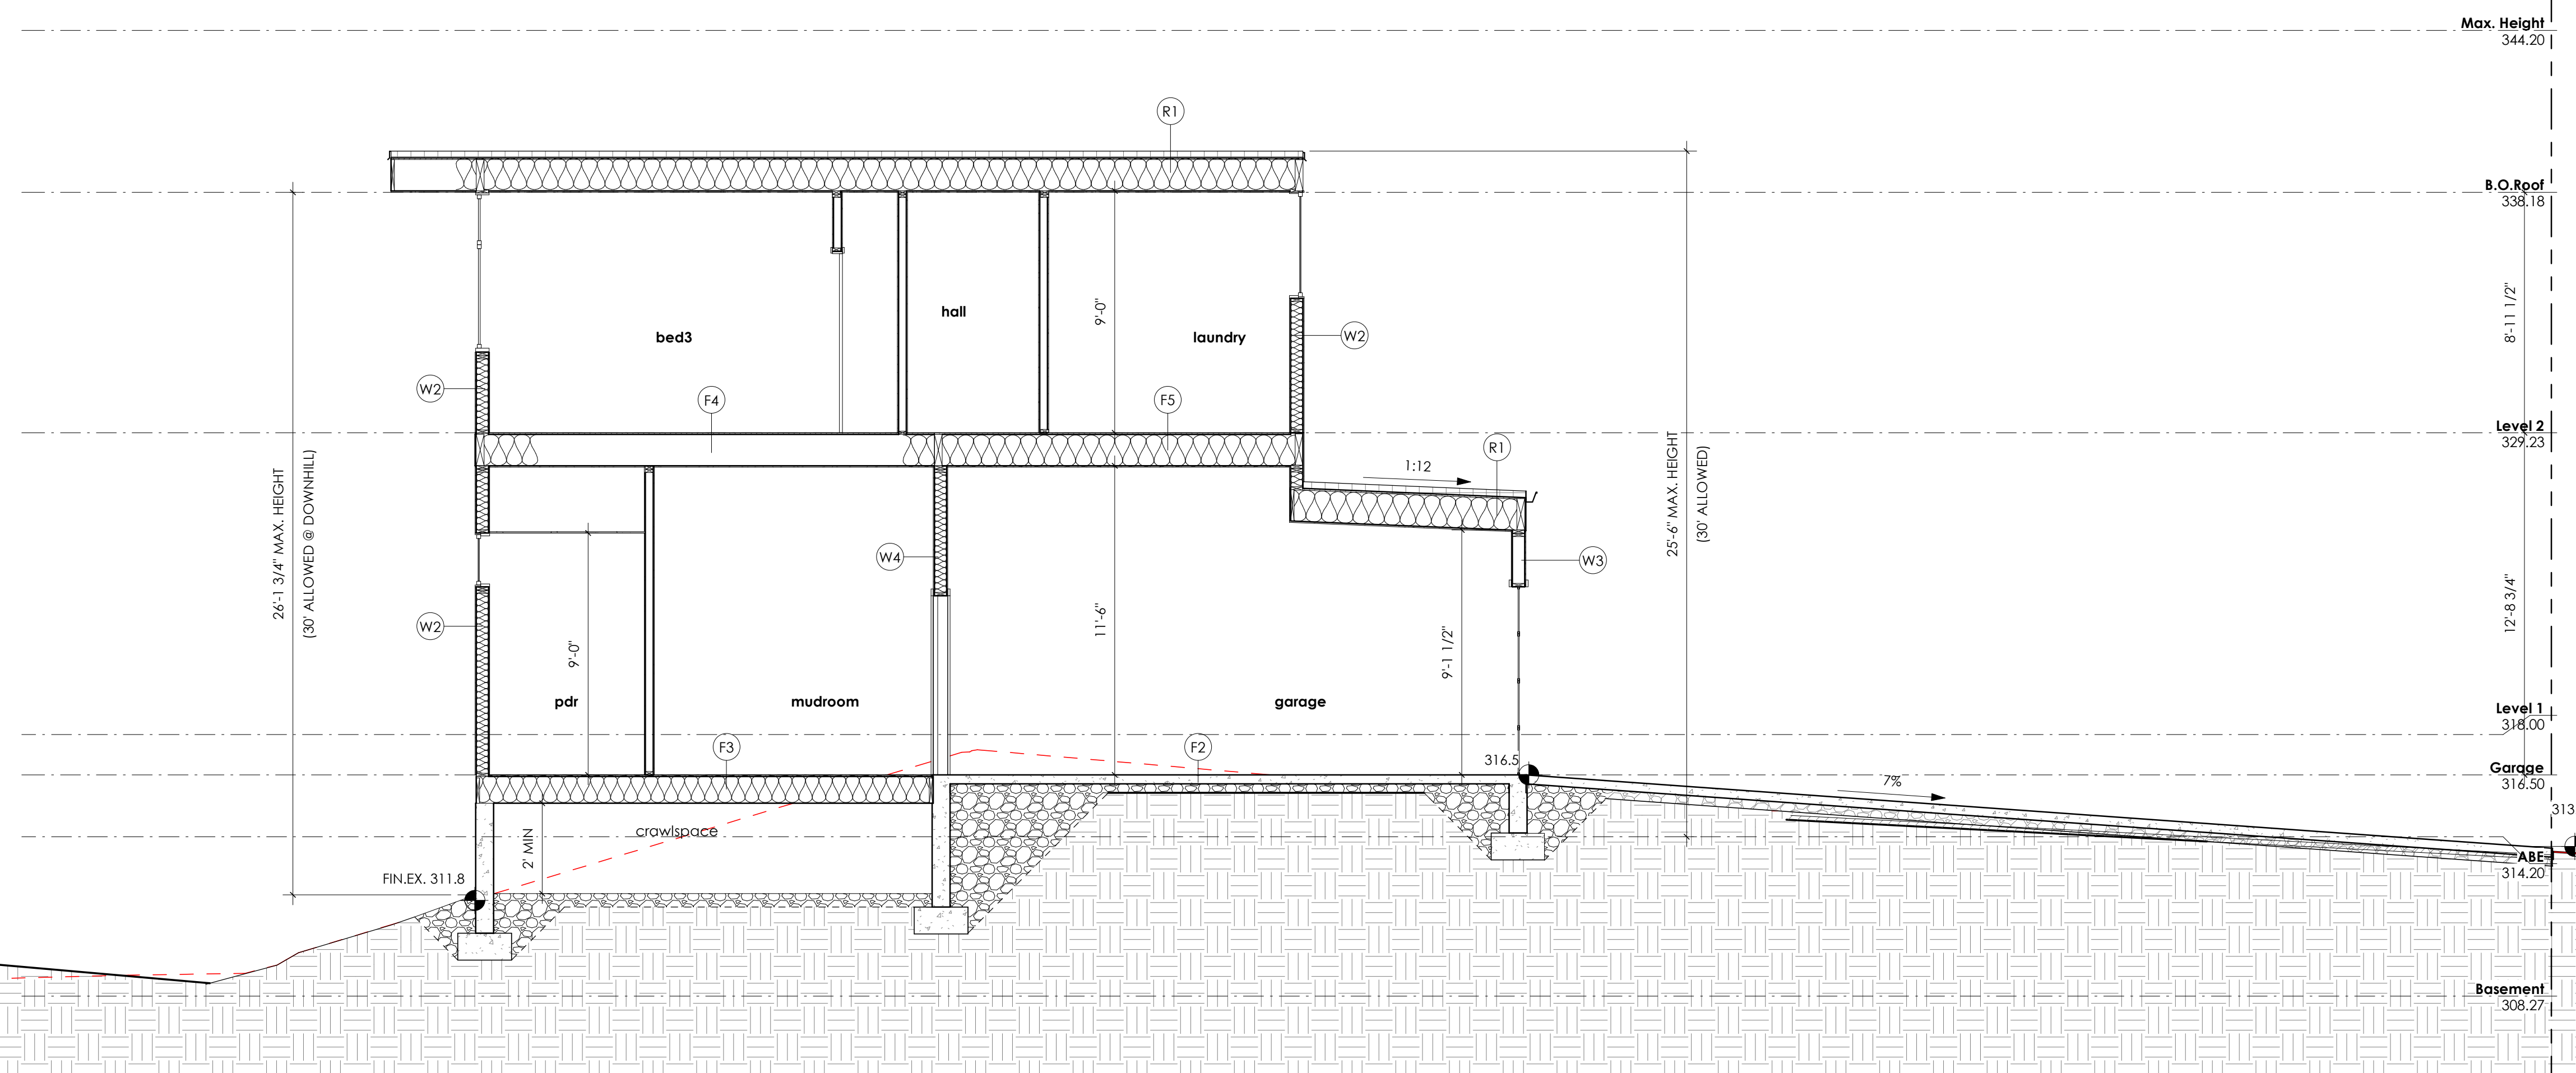 Max. Height
344.20
R1
B.O.Roof
338.18
8'-11 1/2"
hall
9'-0"
bed3
laundry
W2
W2
F4
F5
Level 2
329.23
R1
1:12
26'-1 3/4" MAX. HEIGHT
(30' ALLOWED @ DOWNHILL)
25'-6" MAX. HEIGHT
(30' ALLOWED)
W4
W3
W2
9'-0"
11'-6"
9'-1 1/2"
12'-8 3/4"
pdr
mudroom
garage
Level 1
318.00
F3
F2
316.5
Garage
316.50
7%
313
crawlspace
2' MIN
ABE
314.20
FIN.EX. 311.8
Basement
308.27